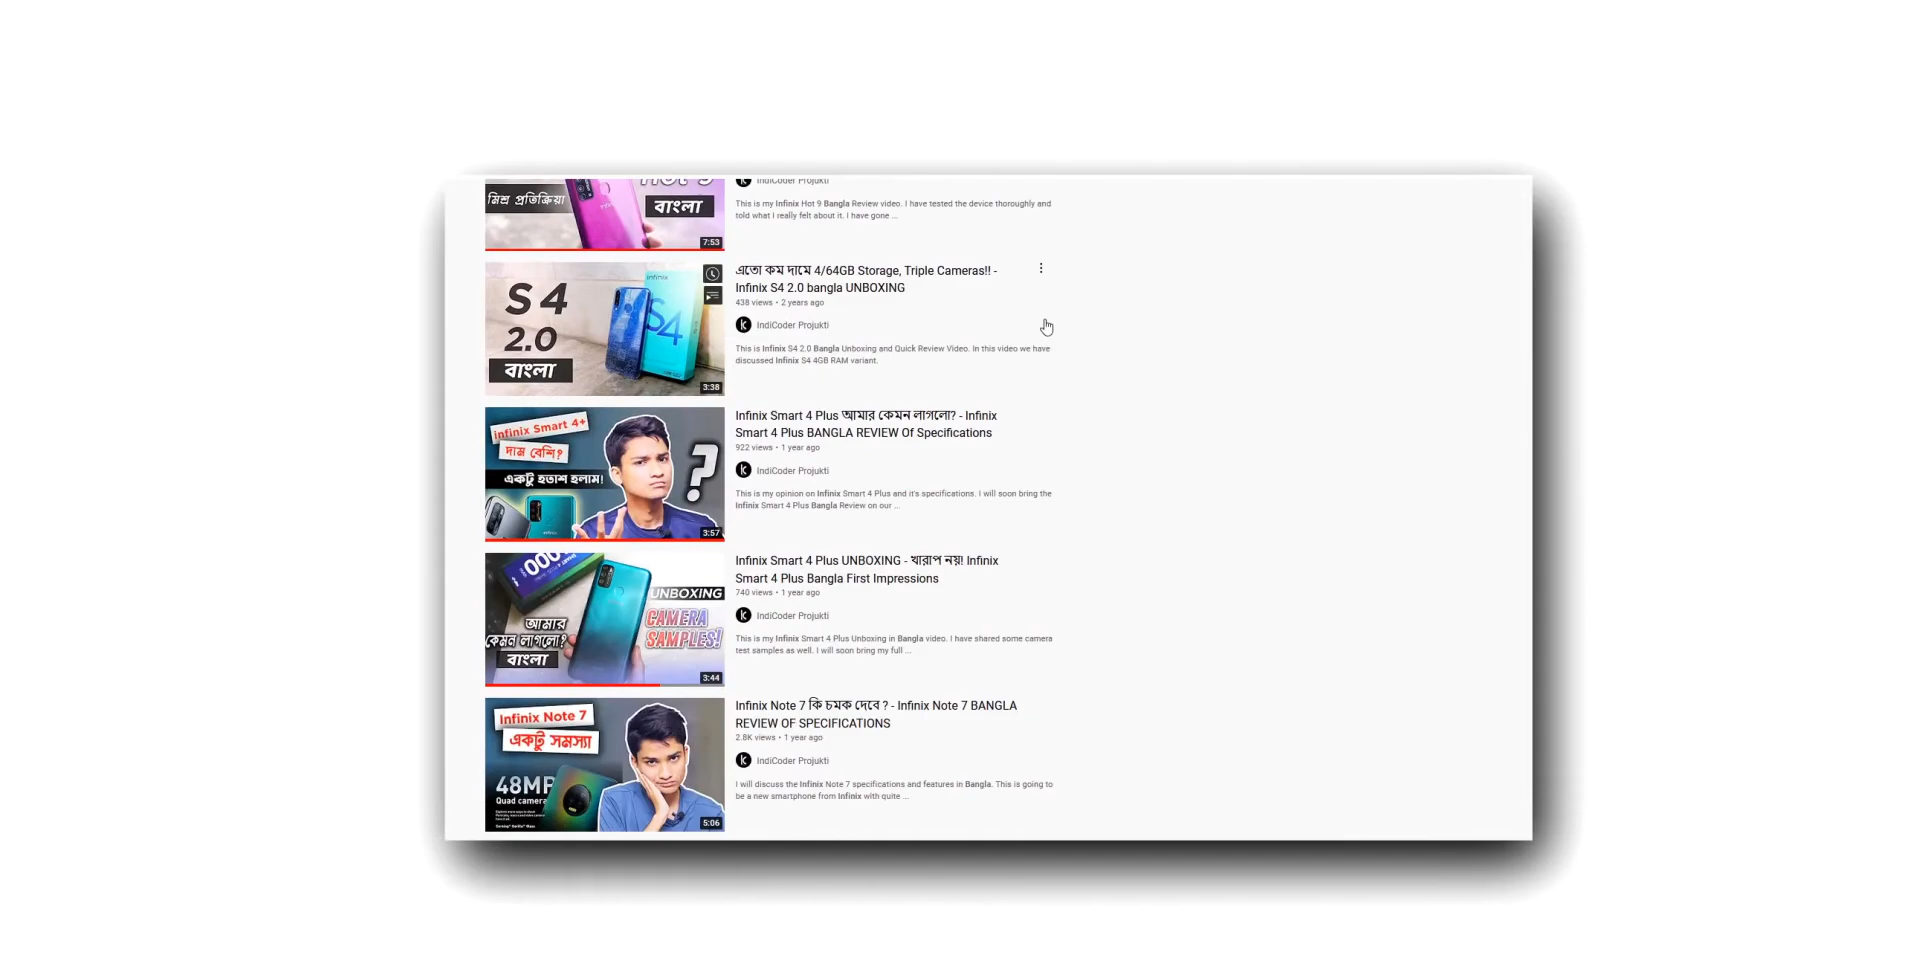 মিশ্র প্রতিক্রিয়া
বাংলা
7:53
IndiCoder Projukti
This is my Infinix Hot 9 Bangla Review video. I have tested the device thoroughly and
told what I really felt about it. I have gone ...
S4
2.0
বাংলা
infinix
S4
3:38
এতো কম দামে 4/64GB Storage, Triple Cameras!! -
Infinix S4 2.0 bangla UNBOXING
438 views • 2 years ago
IndiCoder Projukti
This is Infinix S4 2.0 Bangla Unboxing and Quick Review Video. In this video we have
discussed Infinix S4 4GB RAM variant.
infinix Smart 4+
দাম বেশি?
একটু হতাশ হলাম!
?
3:57
Infinix Smart 4 Plus আমার কেমন লাগলো? - Infinix
Smart 4 Plus BANGLA REVIEW Of Specifications
922 views • 1 year ago
IndiCoder Projukti
This is my opinion on Infinix Smart 4 Plus and it's specifications. I will soon bring the
Infinix Smart 4 Plus Bangla Review on our ...
UNBOXING
CAMERA
SAMPLES!
আমার
কেমন লাগলো?
বাংলা
3:44
Infinix Smart 4 Plus UNBOXING - খারাপ নয়! Infinix
Smart 4 Plus Bangla First Impressions
740 views • 1 year ago
IndiCoder Projukti
This is my Infinix Smart 4 Plus Unboxing in Bangla video. I have shared some camera
test samples as well. I will soon bring my full ...
Infinix Note 7
একটু সমস্যা
48MP
Quad camera
5:06
Infinix Note 7 কি চমক দেবে ? - Infinix Note 7 BANGLA
REVIEW OF SPECIFICATIONS
2.8K views • 1 year ago
IndiCoder Projukti
I will discuss the Infinix Note 7 specifications and features in Bangla. This is going to
be a new smartphone from Infinix with quite ...